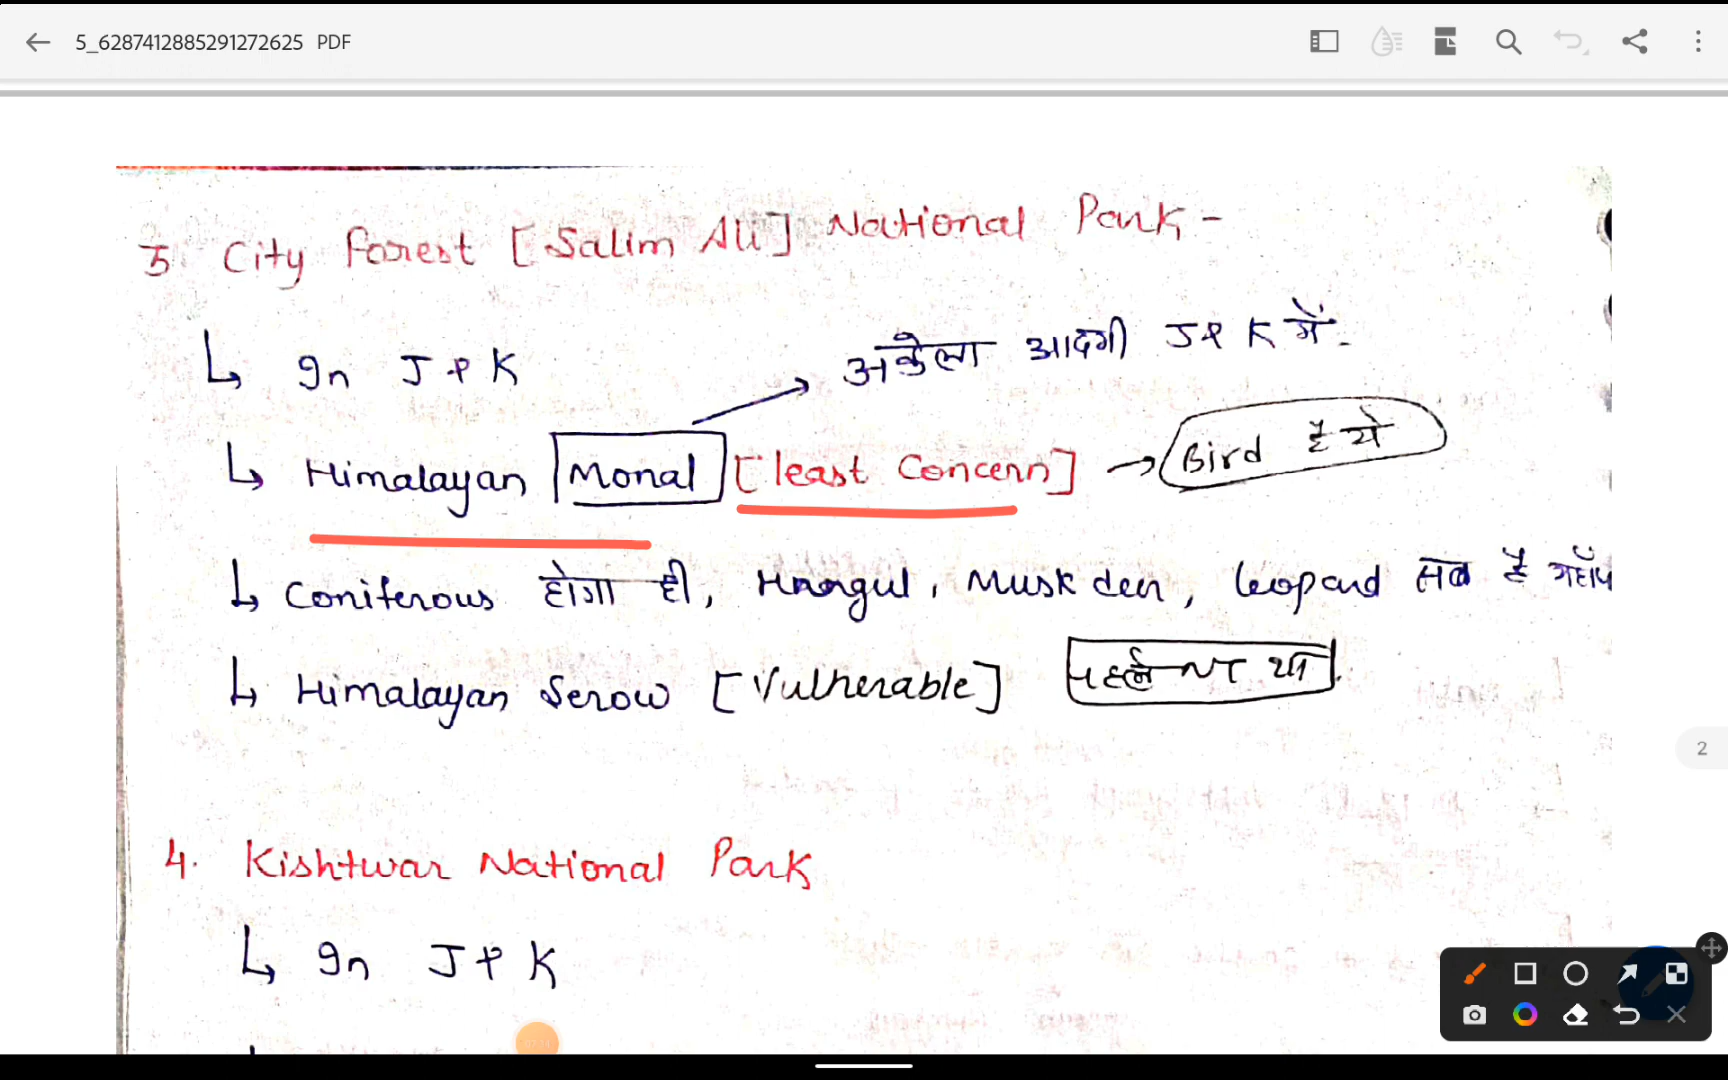 5_6287412885291272625 PDF
3 City Forest [Salim Ali] National Park -
In J & K
अकेला आदमी J & K में.
Himalayan Monal [least Concern] → Bird है ये
Coniferous होगा ही, Hangul, Musk deer, leopard सब है यहाँ
Himalayan Serow [Vulnerable] पहले NT था.
4. Kishtwar National Park
In J & K
2